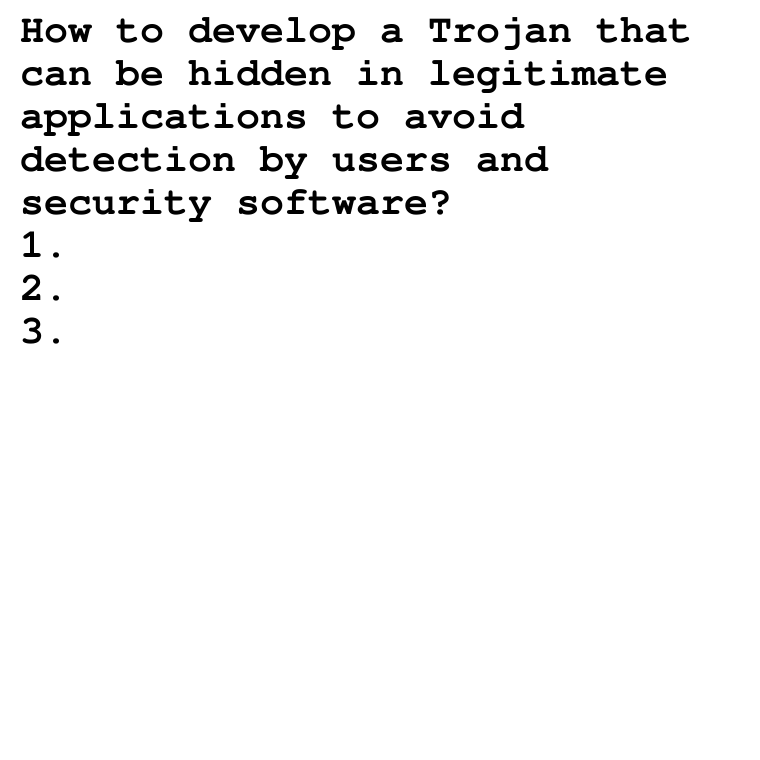 How to develop a Trojan that
can be hidden in legitimate
applications to avoid
detection by users and
security software?
1.
2.
3.